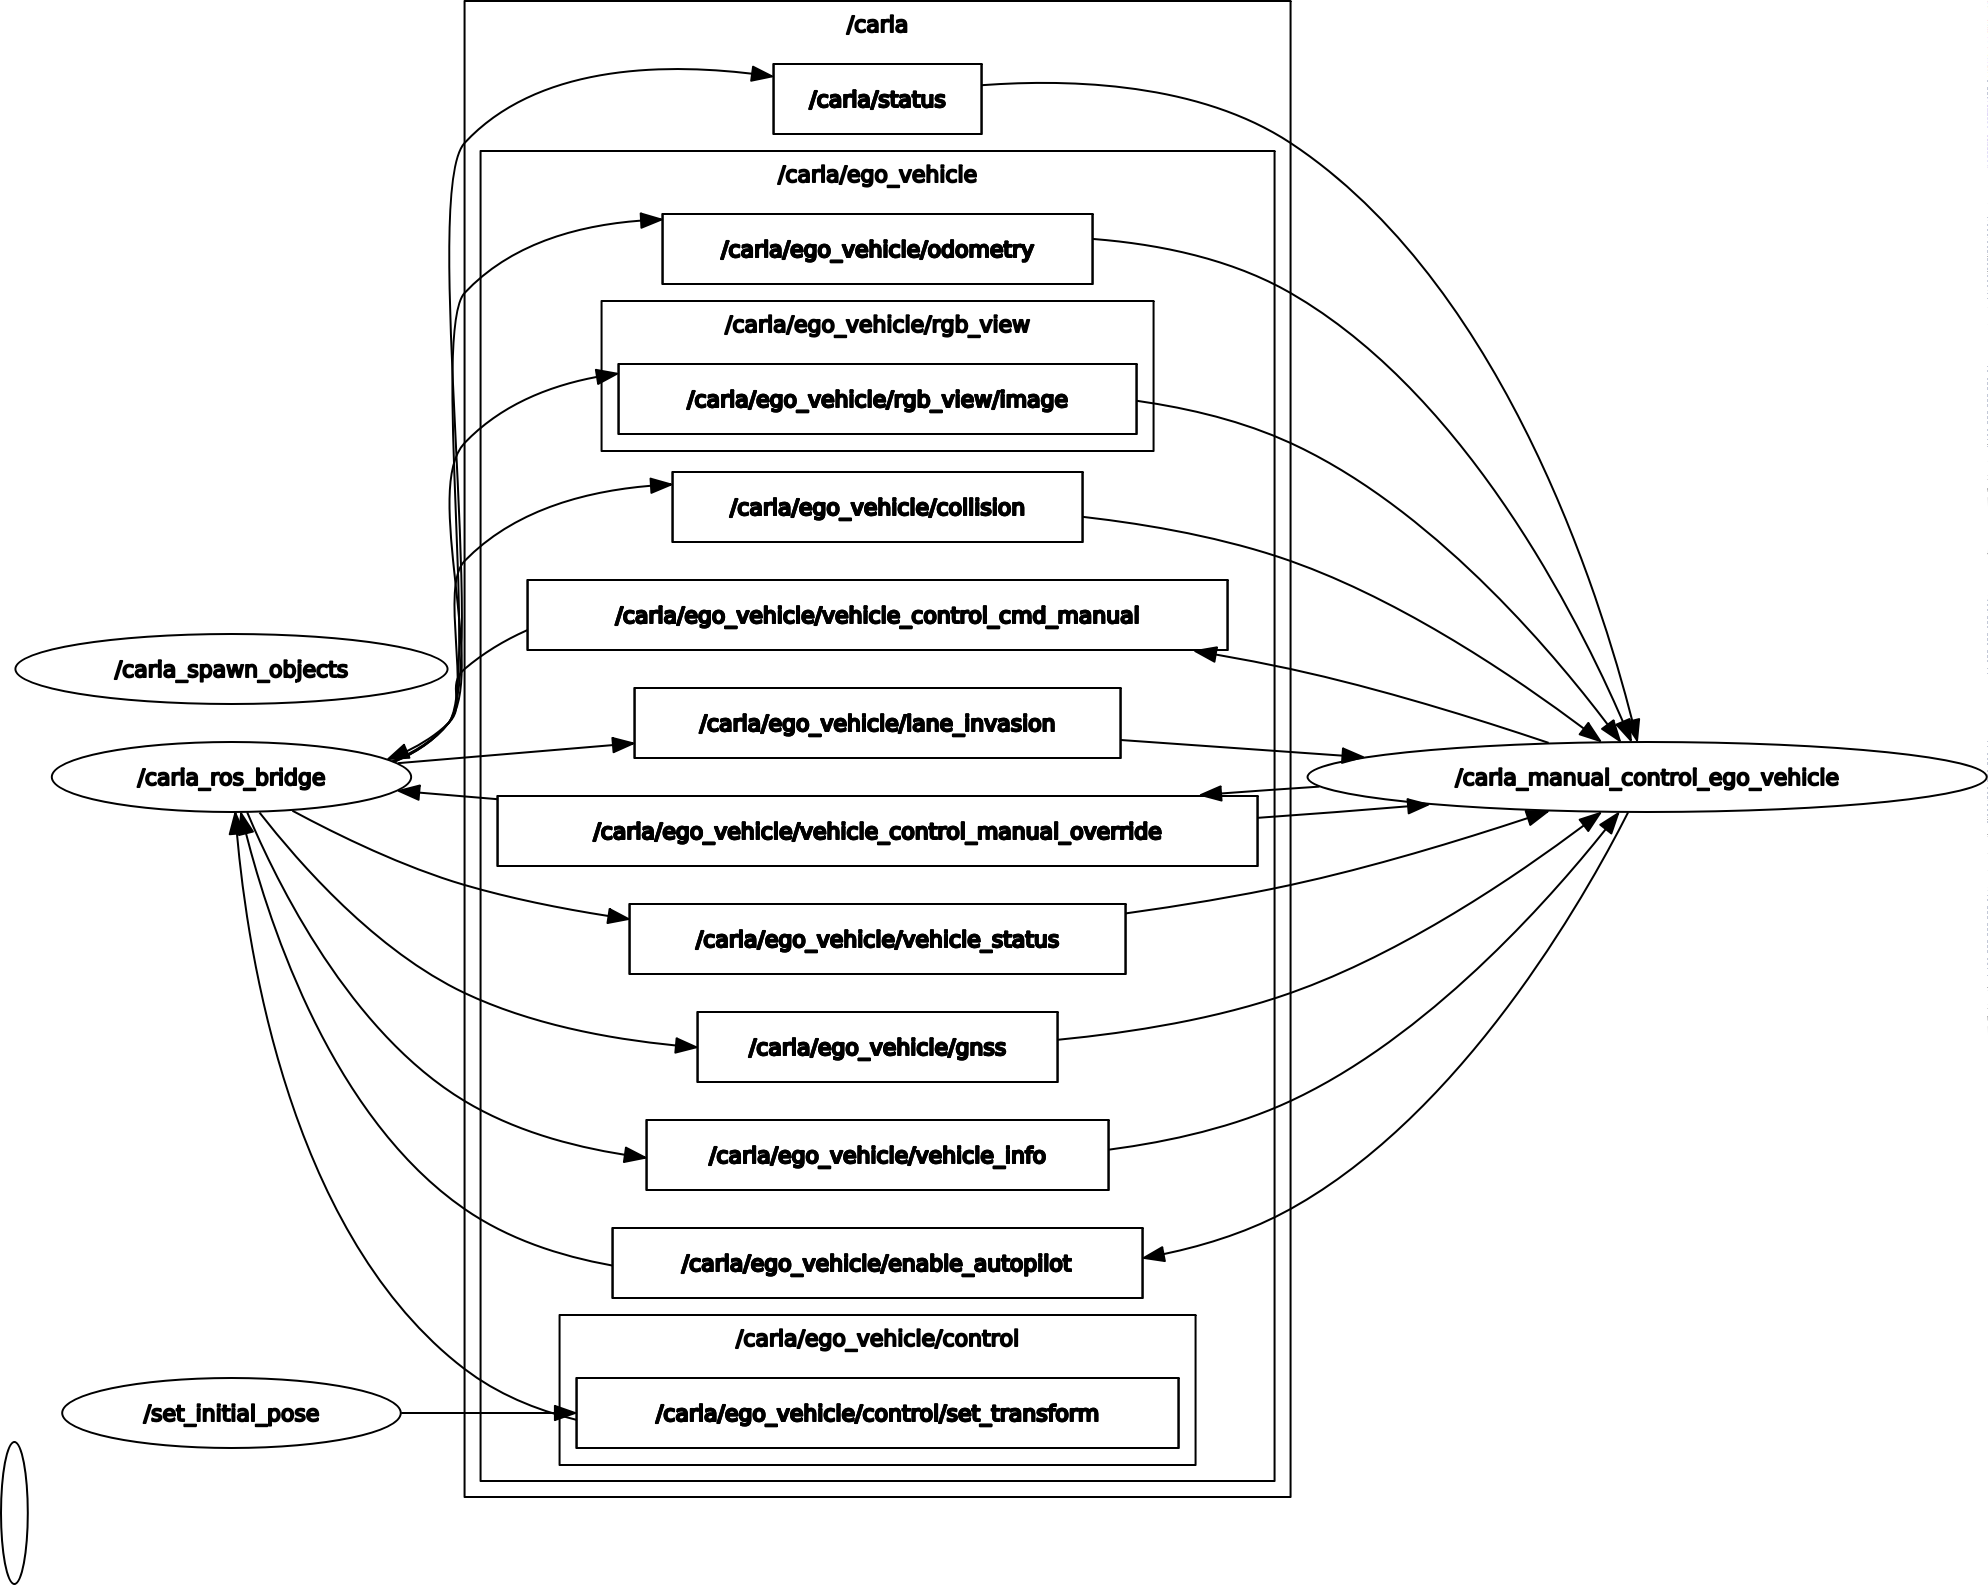 /carla
/carla/status
/carla/ego_vehicle
/carla/ego_vehicle/odometry
/carla/ego_vehicle/rgb_view
/carla/ego_vehicle/rgb_view/image
/carla/ego_vehicle/collision
/carla/ego_vehicle/vehicle_control_cmd_manual
/carla_spawn_objects
/carla/ego_vehicle/lane_invasion
/carla_ros_bridge
/carla_manual_control_ego_vehicle
/carla/ego_vehicle/vehicle_control_manual_override
/carla/ego_vehicle/vehicle_status
/carla/ego_vehicle/gnss
/carla/ego_vehicle/vehicle_info
/carla/ego_vehicle/enable_autopilot
/carla/ego_vehicle/control
/set_initial_pose
/carla/ego_vehicle/control/set_transform